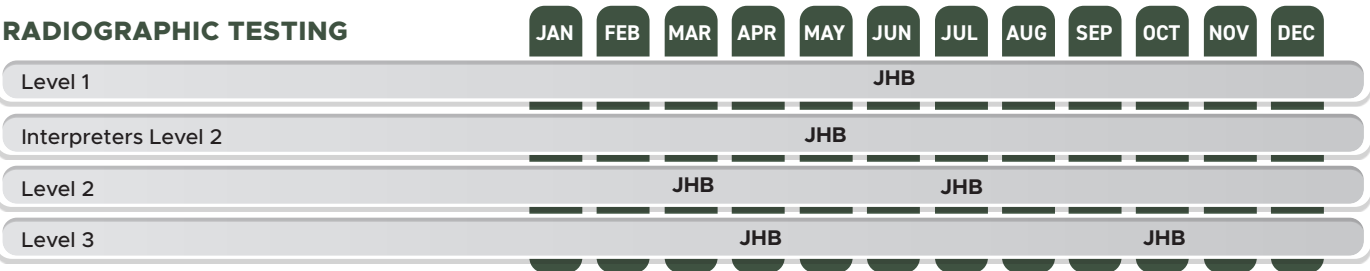 RADIOGRAPHIC TESTING JAN FEB MAR APR MAY JUN JUL AUG SEP OCT NOV DEC
Level 1 JHB
Interpreters Level 2 JHB
Level 2 JHB JHB
Level 3 JHB JHB